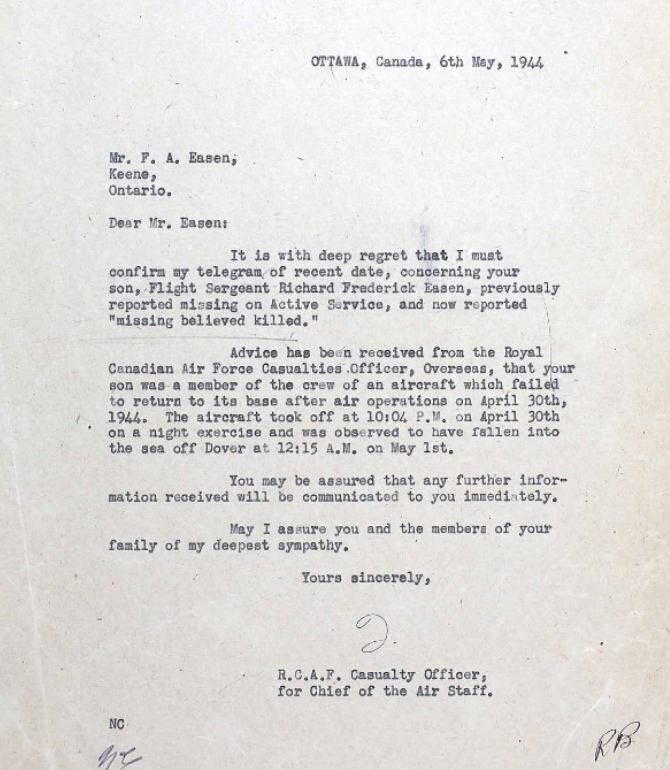 OTTAWA, Canada, 6th May, 1944
Mr. F. A. Easen,
Keene,
Ontario.
Dear Mr. Easen:
It is with deep regret that I must
confirm my telegram of recent date, concerning your
son, Flight Sergeant Richard Frederick Easen, previously
reported missing on Active Service, and now reported
"missing believed killed."
Advice has been received from the Royal
Canadian Air Force Casualties Officer, Overseas, that your
son was a member of the crew of an aircraft which failed
to return to its base after air operations on April 30th,
1944. The aircraft took off at 10:04 P.M. on April 30th
on a night exercise and was observed to have fallen into
the sea off Dover at 12:15 A.M. on May 1st.
You may be assured that any further infor-
mation received will be communicated to you immediately.
May I assure you and the members of your
family of my deepest sympathy.
Yours sincerely,
R.C.A.F. Casualty Officer,
for Chief of the Air Staff.
NC
RB